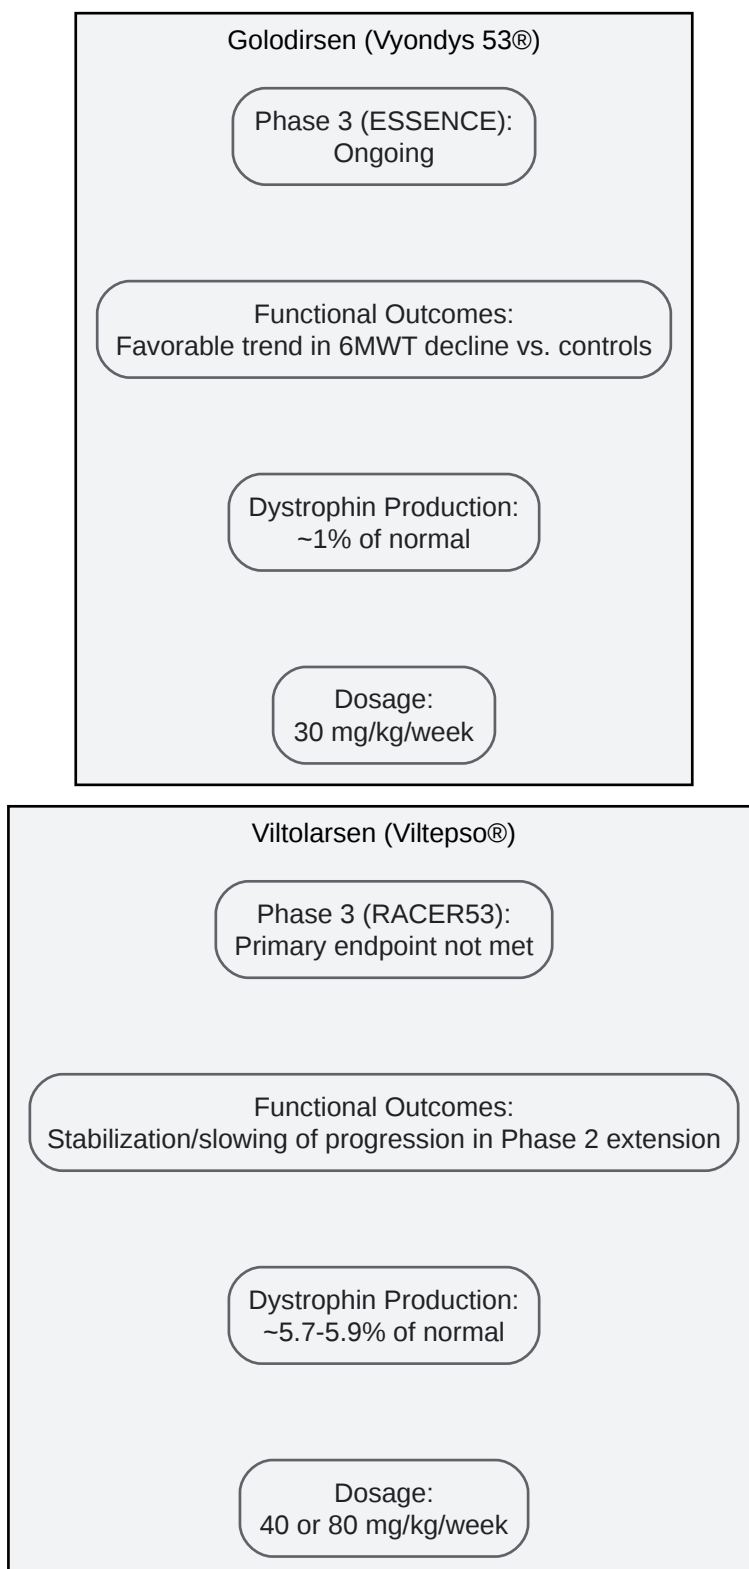 Golodirsen (Vyondys 53®)
Phase 3 (ESSENCE):
Ongoing
Functional Outcomes:
Favorable trend in 6MWT decline vs. controls
Dystrophin Production:
~1% of normal
Dosage:
30 mg/kg/week
Viltolarsen (Viltepso®)
Phase 3 (RACER53):
Primary endpoint not met
Functional Outcomes:
Stabilization/slowing of progression in Phase 2 extension
Dystrophin Production:
~5.7-5.9% of normal
Dosage:
40 or 80 mg/kg/week